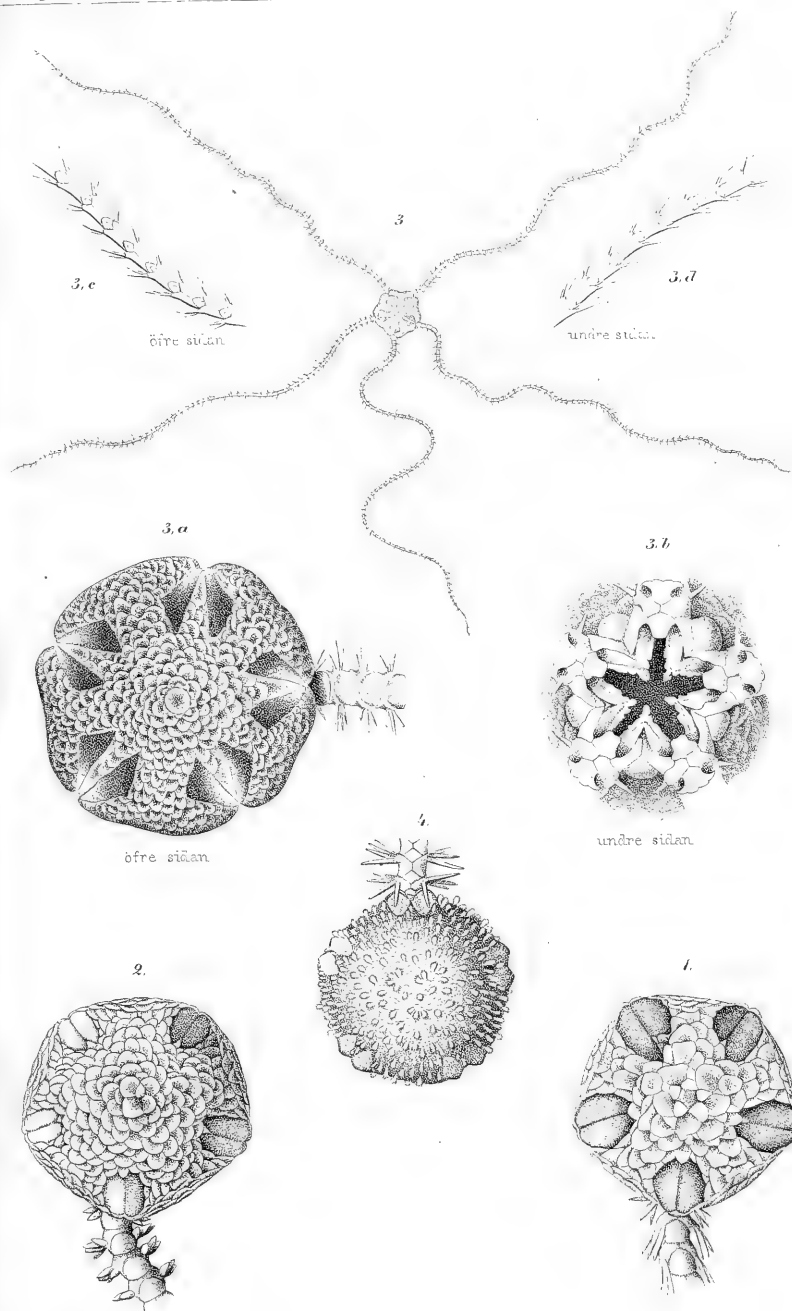 3
3, c
3, d
öfre sidan
undre sidan
3, a
3, b
öfre sidan
undre sidan
4.
2.
1.